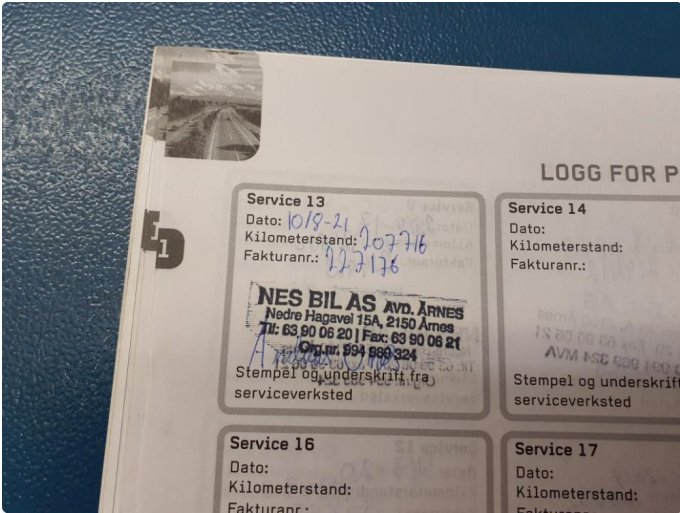 LOGG FOR P
Service 13
Dato: 10/8-21
Kilometerstand: 207716
Fakturanr.: 227176
NES BIL AS AVD. ÅRNES
Nedre Hagavei 15A, 2150 Årnes
Tlf: 63 90 06 20 | Fax: 63 90 06 21
Org.nr. 994 989 324
Stempel og underskrift fra
serviceverksted
Service 14
Dato:
Kilometerstand:
Fakturanr.:
Stempel og underskrift
serviceverksted
1
Service 16
Dato:
Kilometerstand:
Fakturanr.:
Service 17
Dato:
Kilometerstand:
Fakturanr.: